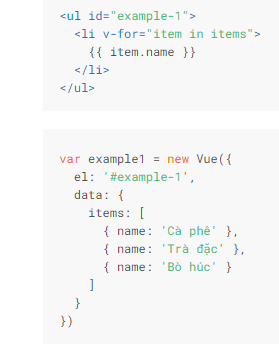 <ul id="example-1">
  <li v-for="item in items">
    {{ item.name }}
  </li>
</ul>
var example1 = new Vue({
  el: '#example-1',
  data: {
    items: [
      { name: 'Cà phê' },
      { name: 'Trà đặc' },
      { name: 'Bò húc' }
    ]
  }
})